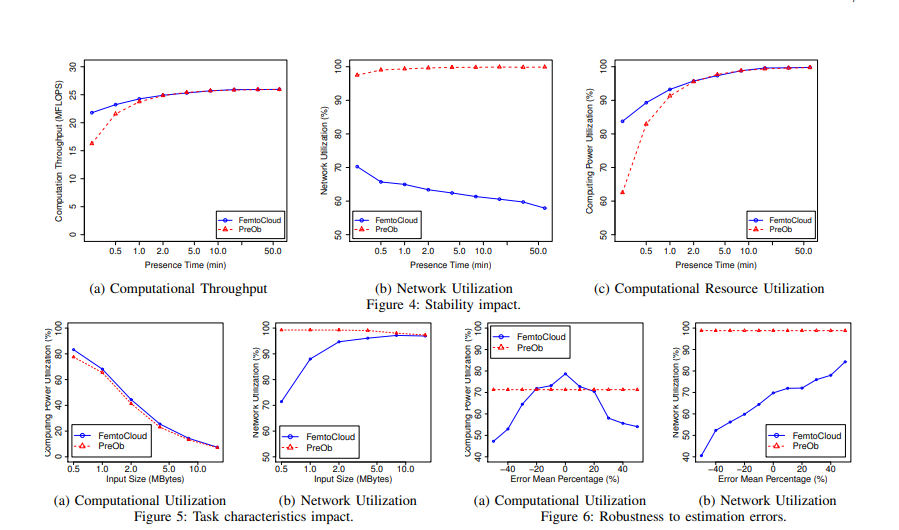 Computation Throughput (MFLOPS)
0 5 10 15 20 25 30
FemtoCloud
PreOb
0.5 1.0 2.0 5.0 10.0 50.0
Presence Time (min)
(a) Computational Throughput
Network Utilization (%)
50 60 70 80 90 100
FemtoCloud
PreOb
0.5 1.0 2.0 5.0 10.0 50.0
Presence Time (min)
(b) Network Utilization
Computing Power Utilization (%)
50 60 70 80 90 100
FemtoCloud
PreOb
0.5 1.0 2.0 5.0 10.0 50.0
Presence Time (min)
(c) Computational Resource Utilization
Figure 4: Stability impact.
Computing Power Utilization (%)
0 20 40 60 80 100
FemtoCloud
PreOb
0.5 1.0 2.0 5.0 10.0
Input Size (MBytes)
(a) Computational Utilization
Network Utilization (%)
50 60 70 80 90 100
FemtoCloud
PreOb
0.5 1.0 2.0 5.0 10.0
Input Size (MBytes)
(b) Network Utilization
Figure 5: Task characteristics impact.
Computing Power Utilization (%)
40 50 60 70 80 90 100
FemtoCloud
PreOb
−40 −20 0 20 40
Error Mean Percentage (%)
(a) Computational Utilization
Network Utilization (%)
40 50 60 70 80 90 100
FemtoCloud
PreOb
−40 −20 0 20 40
Error Mean Percentage (%)
(b) Network Utilization
Figure 6: Robustness to estimation errors.